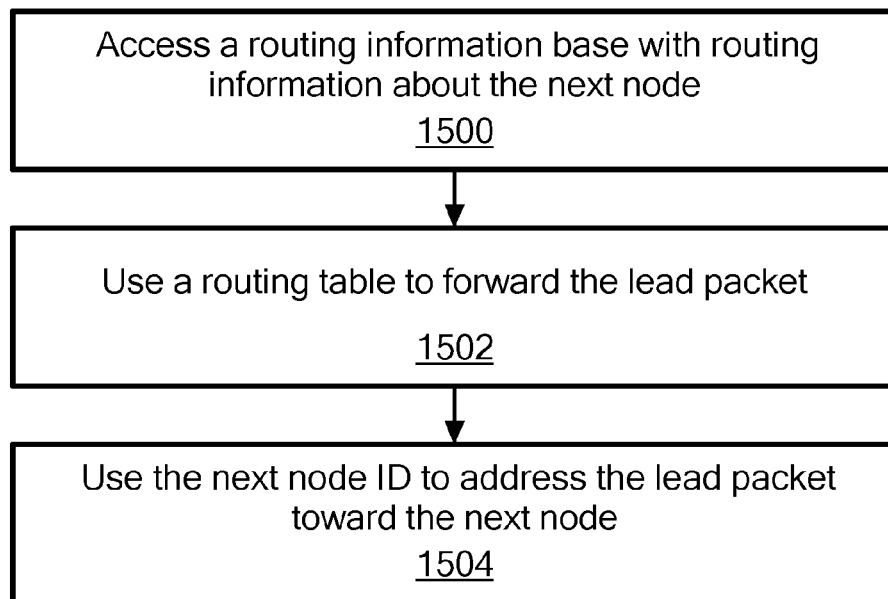 Access a routing information base with routing
information about the next node
1500
Use a routing table to forward the lead packet
1502
Use the next node ID to address the lead packet
toward the next node
1504